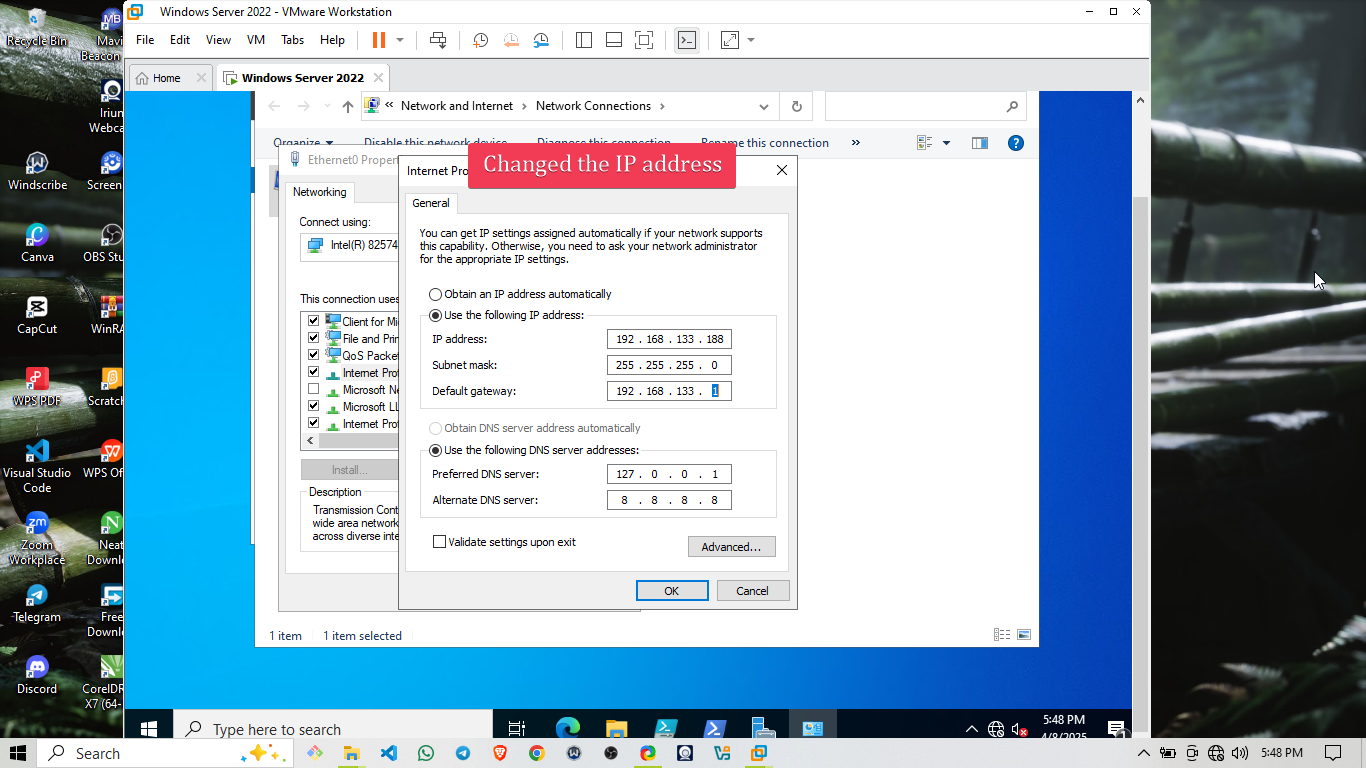 Windows Server 2022 - VMware Workstation
File Edit View VM Tabs Help
Home
Windows Server 2022
Network and Internet > Network Connections >
Organize
Disable this network device
Diagnose this connection
Rename this connection
»
Ethernet0 Proper
Internet Pro
Changed the IP address
Networking
General
Connect using:
Intel(R) 82574
You can get IP settings assigned automatically if your network supports
this capability. Otherwise, you need to ask your network administrator
for the appropriate IP settings.
This connection uses
Client for Mi
File and Prin
QoS Packet
Internet Prot
Microsoft Ne
Microsoft LL
Internet Prot
Install...
Description
Transmission Cont
wide area network
across diverse inte
Obtain an IP address automatically
Use the following IP address:
IP address: 192 . 168 . 133 . 188
Subnet mask: 255 . 255 . 255 . 0
Default gateway: 192 . 168 . 133 . 1
Obtain DNS server address automatically
Use the following DNS server addresses:
Preferred DNS server: 127 . 0 . 0 . 1
Alternate DNS server: 8 . 8 . 8 . 8
Validate settings upon exit
Advanced...
OK
Cancel
1 item
1 item selected
Type here to search
5:48 PM
4/8/2025
1
Recycle Bin
Mavi
Beacon
Iriun
Webca
Windscribe
Screen
Canva
OBS Stu
CapCut
WinRA
WPS PDF
Scratch
Visual Studio
Code
WPS Of
Zoom
Workplace
Neat
Downlo
Telegram
Free
Downlo
Discord
CorelDR
X7 (64-
Search
5:48 PM